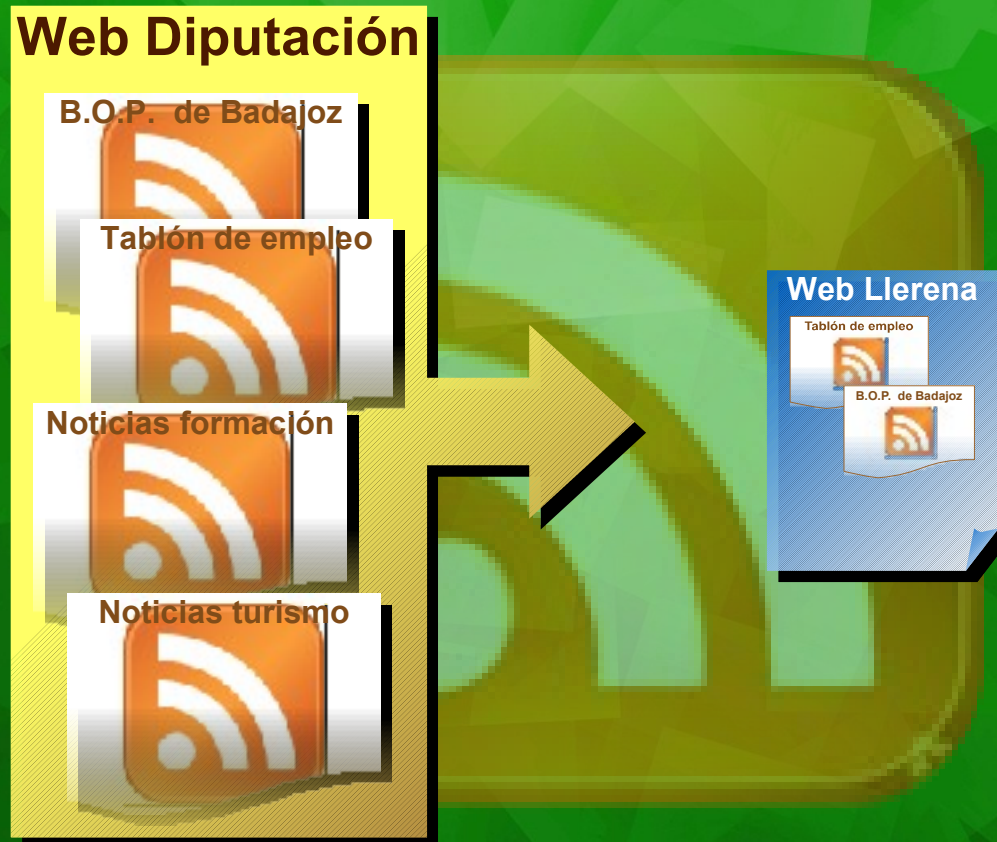 Web Diputación
B.O.P. de Badajoz
Tablón de empleo
Noticias formación
Noticias turismo
Web Llerena
Tablón de empleo
B.O.P. de Badajoz